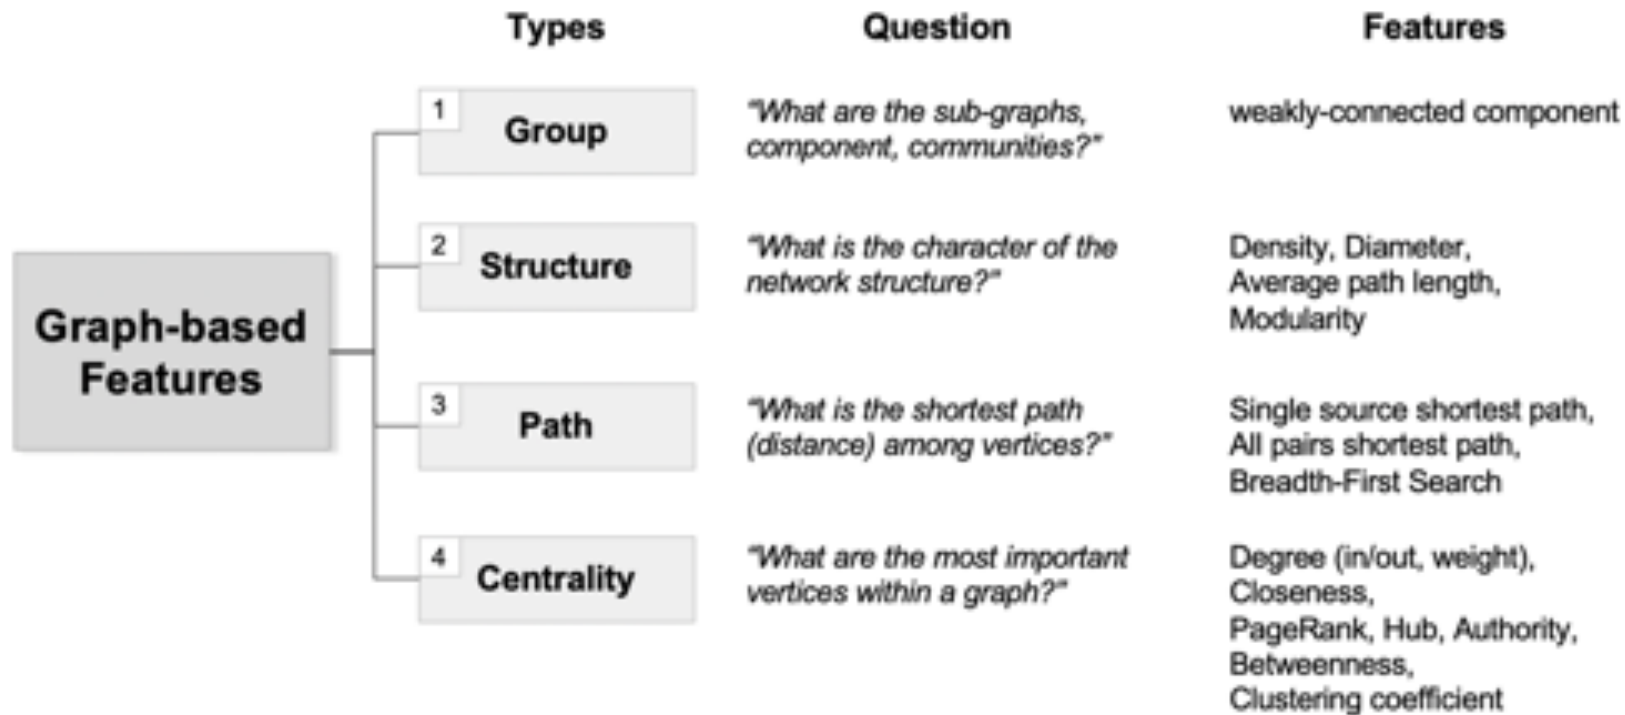 Types Question Features
Graph-based
Features
1
Group
"What are the sub-graphs,
component, communities?"
weakly-connected component
2
Structure
"What is the character of the
network structure?"
Density, Diameter,
Average path length,
Modularity
3
Path
"What is the shortest path
(distance) among vertices?"
Single source shortest path,
All pairs shortest path,
Breadth-First Search
4
Centrality
"What are the most important
vertices within a graph?"
Degree (in/out, weight),
Closeness,
PageRank, Hub, Authority,
Betweenness,
Clustering coefficient